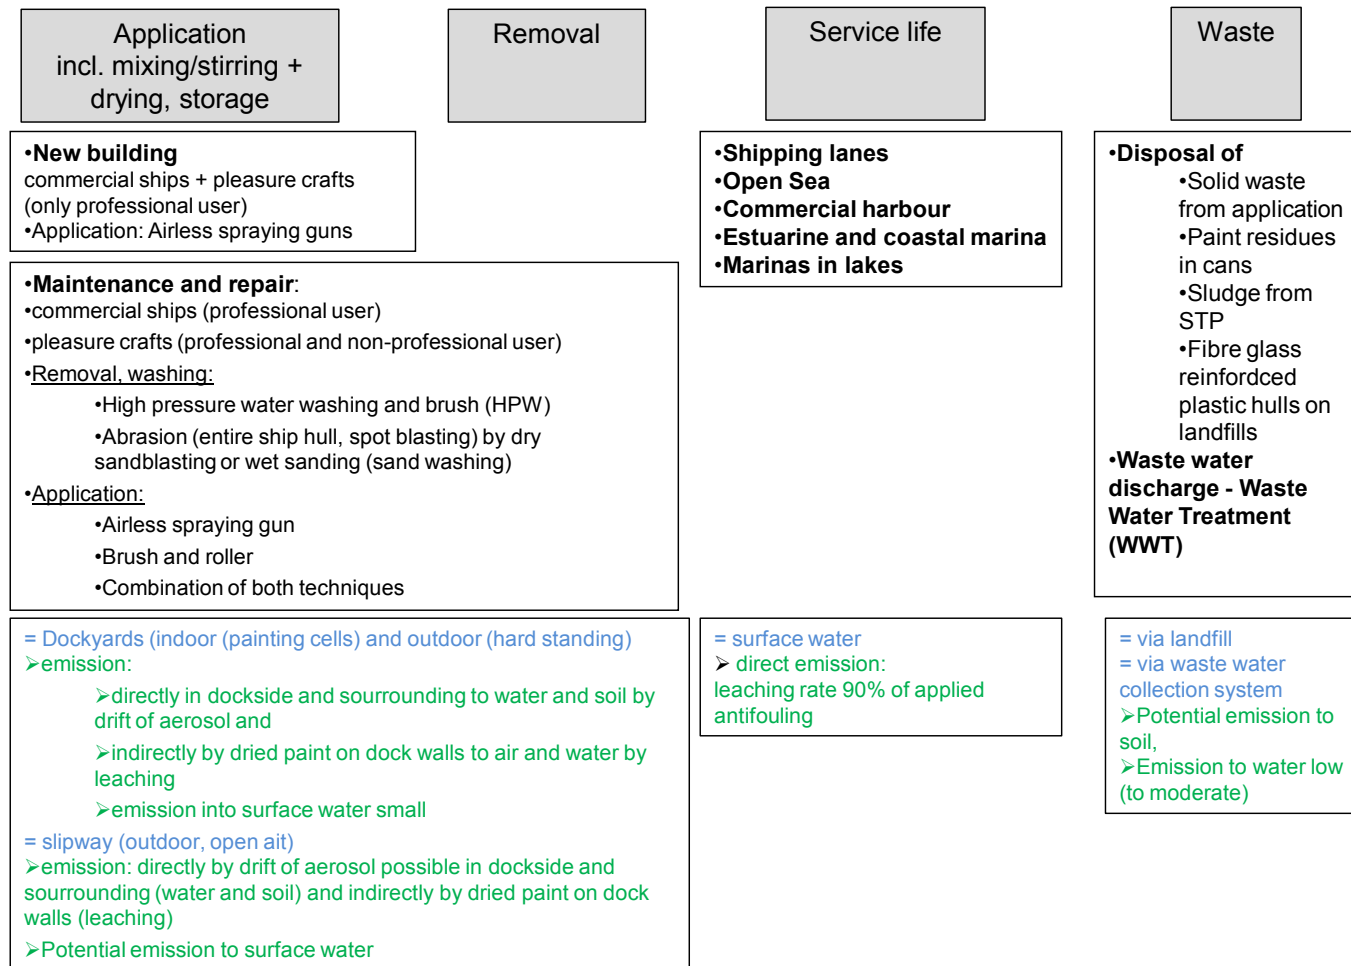 Application
incl. mixing/stirring +
drying, storage
Removal
Service life
Waste
•New building
commercial ships + pleasure crafts
(only professional user)
•Application: Airless spraying guns
•Maintenance and repair:
•commercial ships (professional user)
•pleasure crafts (professional and non-professional user)
•Removal, washing:
•High pressure water washing and brush (HPW)
•Abrasion (entire ship hull, spot blasting) by dry
sandblasting or wet sanding (sand washing)
•Application:
•Airless spraying gun
•Brush and roller
•Combination of both techniques
•Shipping lanes
•Open Sea
•Commercial harbour
•Estuarine and coastal marina
•Marinas in lakes
•Disposal of
•Solid waste
from application
•Paint residues
in cans
•Sludge from
STP
•Fibre glass
reinfordced
plastic hulls on
landfills
•Waste water
discharge - Waste
Water Treatment
(WWT)
= Dockyards (indoor (painting cells) and outdoor (hard standing)
➢emission:
➢directly in dockside and sourrounding to water and soil by
drift of aerosol and
➢indirectly by dried paint on dock walls to air and water by
leaching
➢emission into surface water small
= slipway (outdoor, open ait)
➢emission: directly by drift of aerosol possible in dockside and
sourrounding (water and soil) and indirectly by dried paint on dock
walls (leaching)
➢Potential emission to surface water
= surface water
➢ direct emission:
leaching rate 90% of applied
antifouling
= via landfill
= via waste water
collection system
➢Potential emission to
soil,
➢Emission to water low
(to moderate)